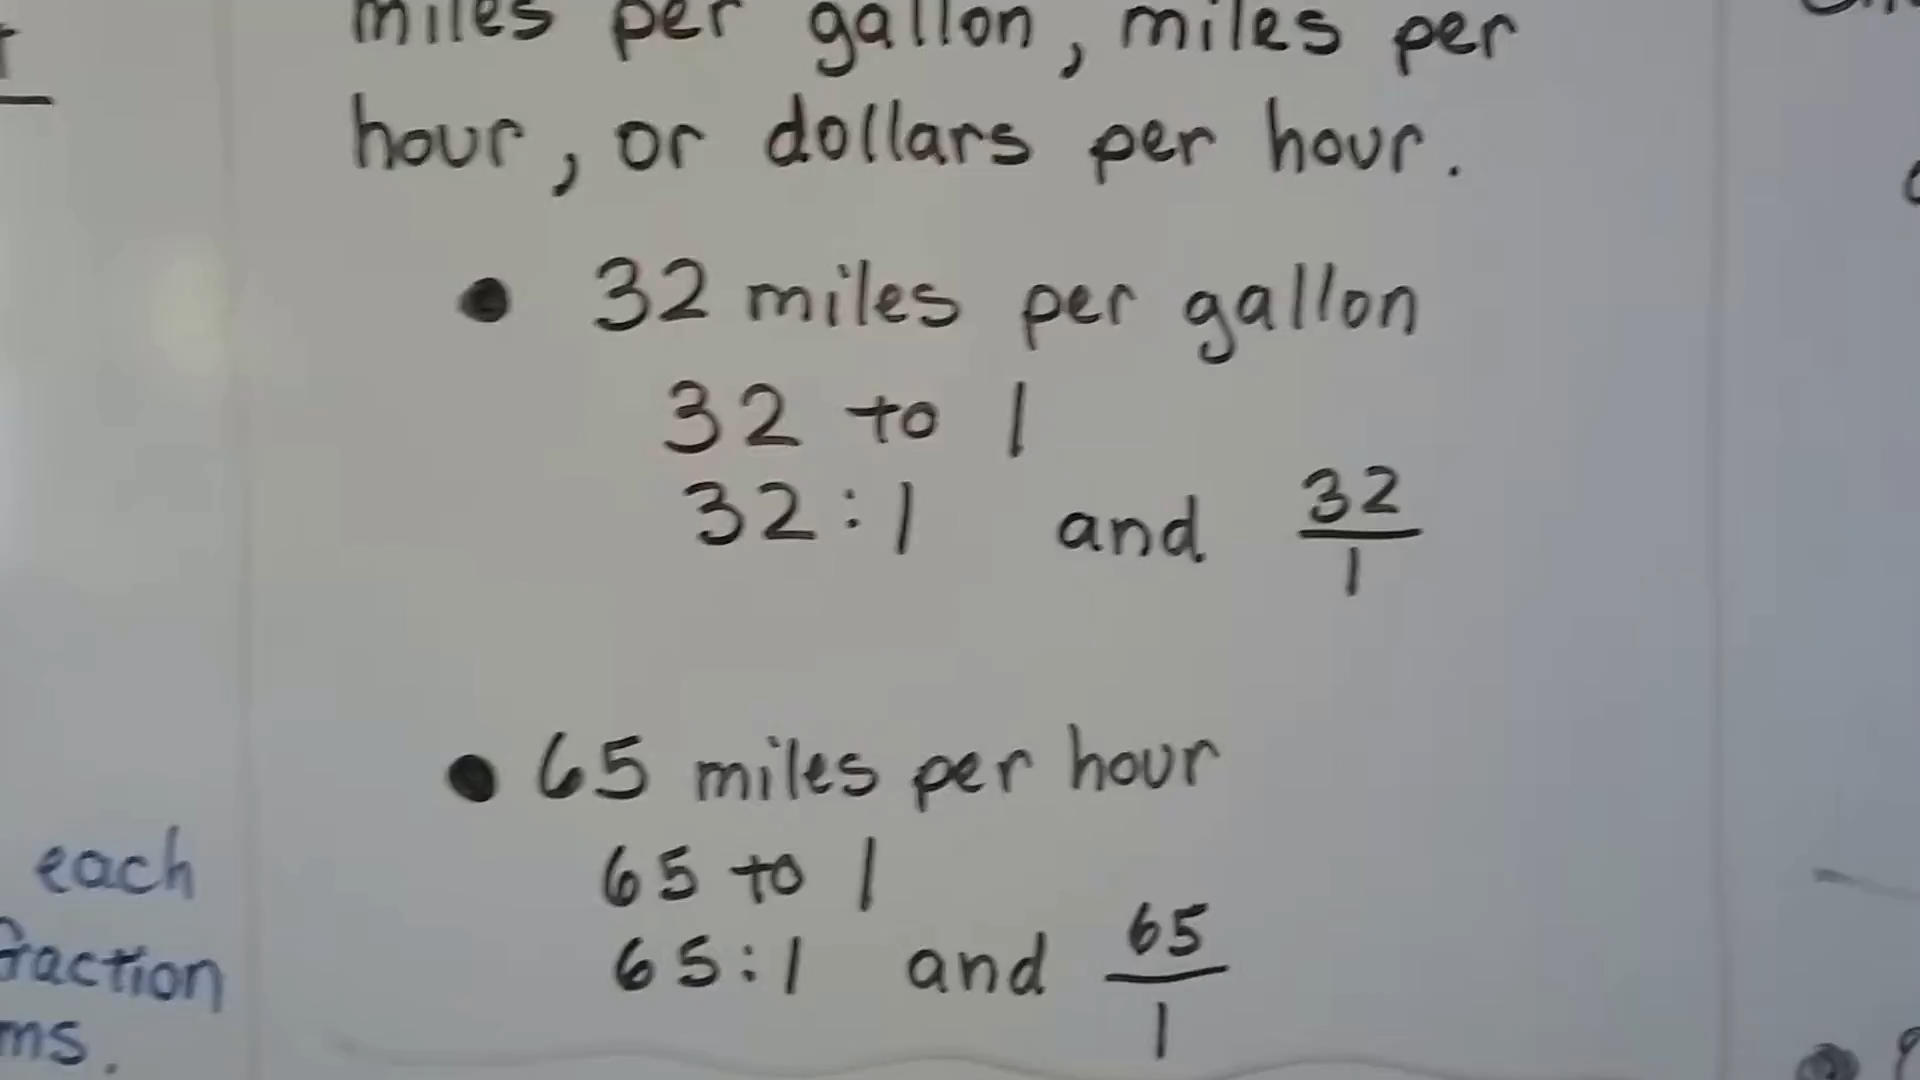 miles per gallon, miles per
hour, or dollars per hour.
● 32 miles per gallon
32 to 1
32:1 and 32/1
● 65 miles per hour
65 to 1
65:1 and 65/1
each
fraction